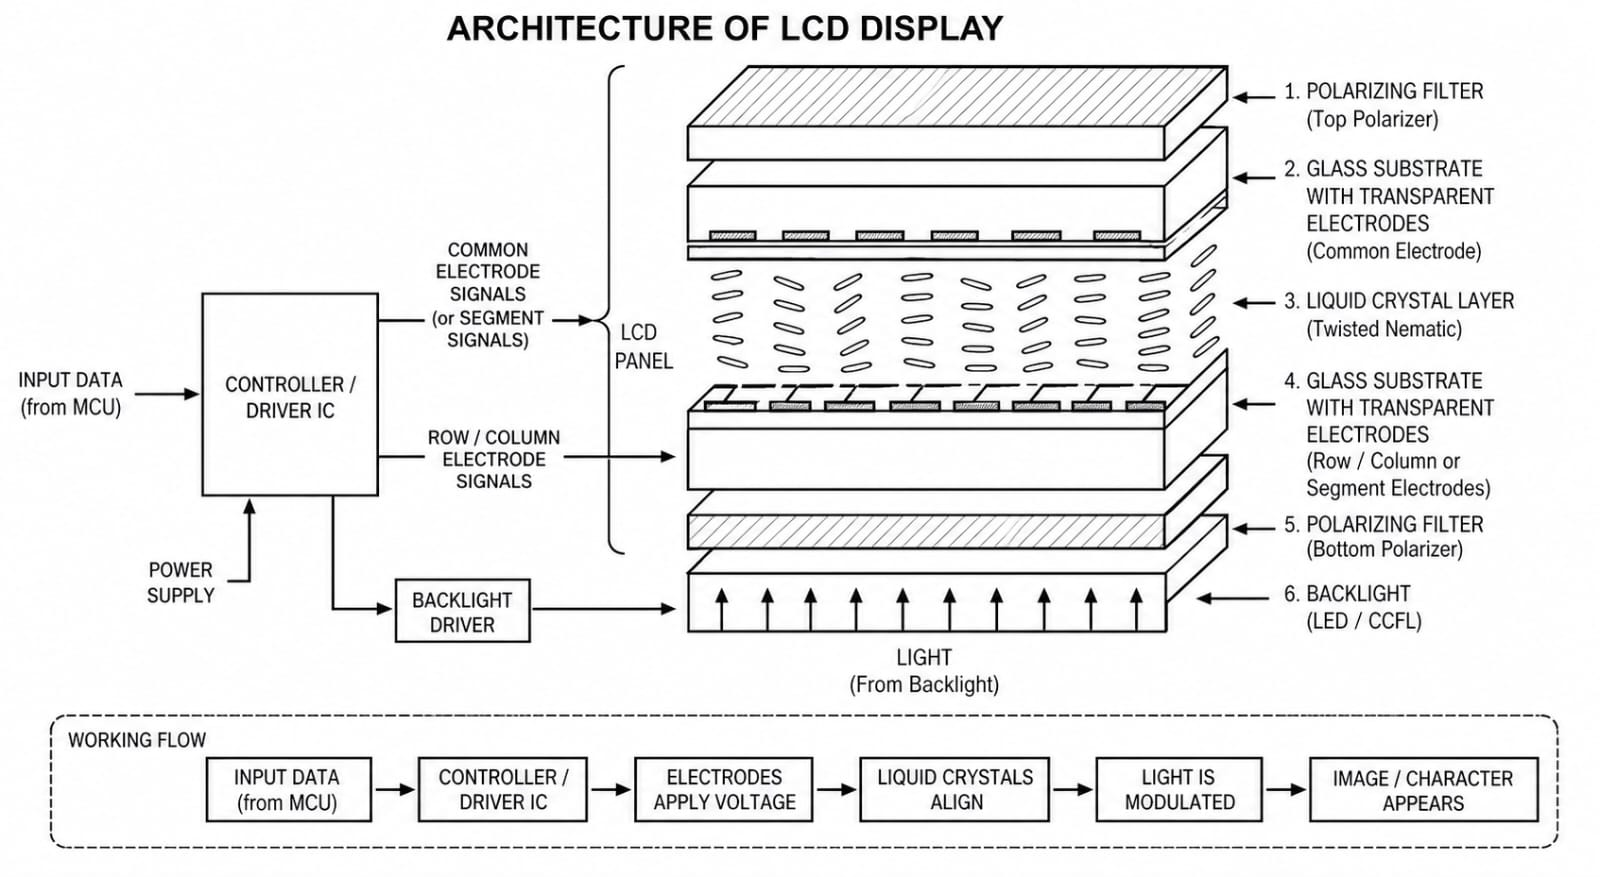 ARCHITECTURE OF LCD DISPLAY
1. POLARIZING FILTER
(Top Polarizer)
2. GLASS SUBSTRATE
WITH TRANSPARENT
ELECTRODES
(Common Electrode)
COMMON
ELECTRODE
SIGNALS
(or SEGMENT
SIGNALS)
LCD
PANEL
3. LIQUID CRYSTAL LAYER
(Twisted Nematic)
INPUT DATA
(from MCU)
CONTROLLER /
DRIVER IC
4. GLASS SUBSTRATE
WITH TRANSPARENT
ELECTRODES
(Row / Column or
Segment Electrodes)
ROW / COLUMN
ELECTRODE
SIGNALS
5. POLARIZING FILTER
(Bottom Polarizer)
POWER
SUPPLY
BACKLIGHT
DRIVER
6. BACKLIGHT
(LED / CCFL)
LIGHT
(From Backlight)
WORKING FLOW
INPUT DATA
(from MCU)
CONTROLLER /
DRIVER IC
ELECTRODES
APPLY VOLTAGE
LIQUID CRYSTALS
ALIGN
LIGHT IS
MODULATED
IMAGE / CHARACTER
APPEARS